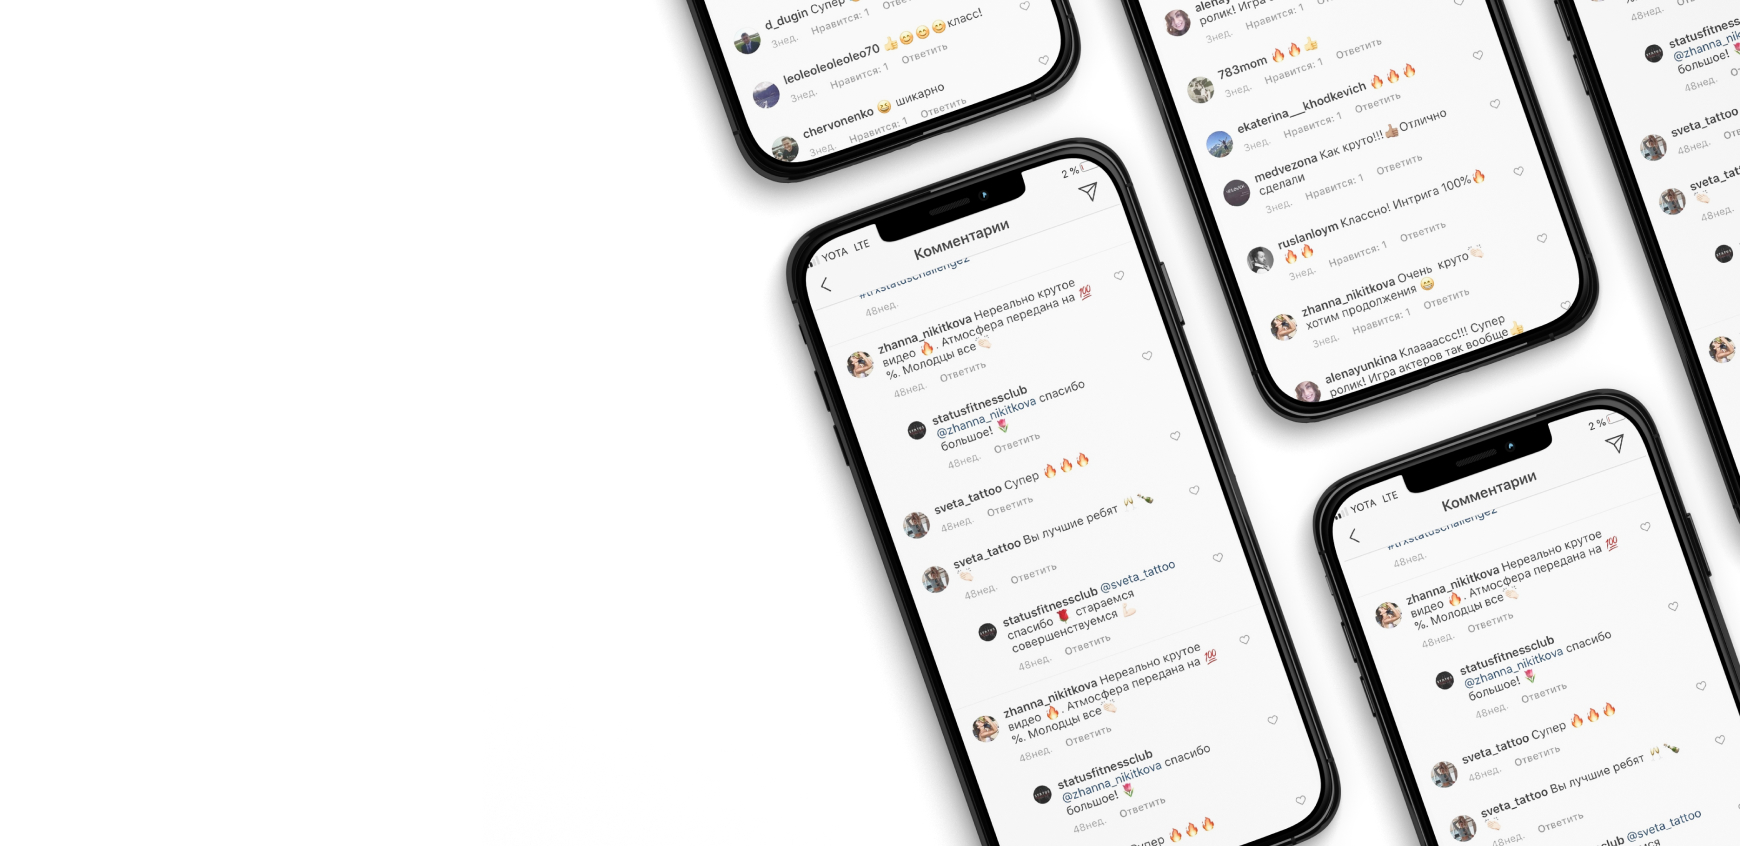 d_dugin Супер
3нед. Нравится: 1 Ответить
leoleoleoleoleo70 👍😊😊😊класс!
3нед. Нравится: 1 Ответить
chervonenko 😀 шикарно
3нед. Нравится: 1 Ответить
YOTA LTE 2 %
Комментарии
#trxstatuschallenge2
48нед.
zhanna_nikitkova Нереально крутое
видео 🔥. Атмосфера передана на 💯
%. Молодцы все👏🏻
48нед. Ответить
statusfitnessclub
@zhanna_nikitkova спасибо
большое! 🌷
48нед. Ответить
sveta_tattoo Супер 🔥🔥🔥
48нед. Ответить
sveta_tattoo Вы лучшие ребят 🥂🍾
👏🏻
48нед. Ответить
statusfitnessclub @sveta_tattoo
спасибо 🌹 стараемся
совершенствуемся 💪🏻
48нед. Ответить
zhanna_nikitkova Нереально крутое
видео 🔥. Атмосфера передана на 💯
%. Молодцы все👏🏻
48нед. Ответить
statusfitnessclub
@zhanna_nikitkova спасибо
большое! 🌷
48нед. Ответить
🔥🔥🔥
ролик! Игра
3нед. Нравится: 1
783mom 🔥🔥👍
3нед. Нравится: 1 Ответить
ekaterina__khodkevich 🔥🔥🔥
3нед. Нравится: 1 Ответить
medvezona Как круто!!!👍🏽Отлично
сделали
3нед. Нравится: 1 Ответить
ruslanloym Классно! Интрига 100%🔥
🔥🔥
3нед. Нравится: 1 Ответить
zhanna_nikitkova Очень круто👏🏻
хотим продолжения 😀
3нед. Нравится: 1 Ответить
alenayunkina Клаааассс!!! Супер
ролик! Игра актеров так вообще👍
YOTA LTE 2 %
Комментарии
#trxstatuschallenge2
48нед.
zhanna_nikitkova Нереально крутое
видео 🔥. Атмосфера передана на 💯
%. Молодцы все👏🏻
48нед. Ответить
statusfitnessclub
@zhanna_nikitkova спасибо
большое! 🌷
48нед. Ответить
sveta_tattoo Супер 🔥🔥🔥
48нед. Ответить
sveta_tattoo Вы лучшие ребят 🥂🍾
👏🏻
48нед. Ответить
@sveta_tattoo
48нед.
statusfitness
большое! 🌷
48нед.
sveta_tattoo
48нед.
👏🏻
48нед.